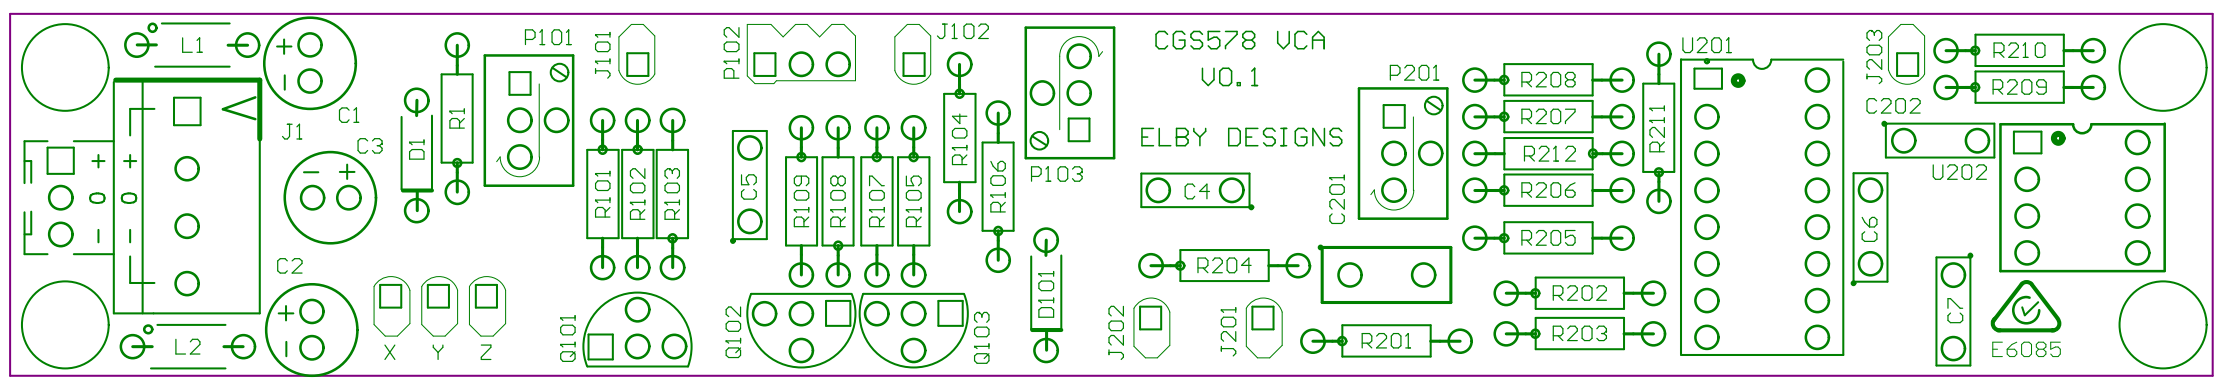 CGS578 VCA
V0.1
ELBY DESIGNS
L1
C1
J1
C3
+
-
+
-
+
+
0
0
-
-
- +
C2
+
-
L2
D1
R1
P101
J101
R101
R102
R103
X
Y
Z
Q101
P102
J102
C5
R109
R108
R107
R105
R104
R106
Q102
Q103
D101
P103
C4
R204
J202
J201
P201
C201
R208
R207
R212
R206
R205
R202
R203
R201
R211
U201
J203
C202
R210
R209
U202
C6
C7
E6085